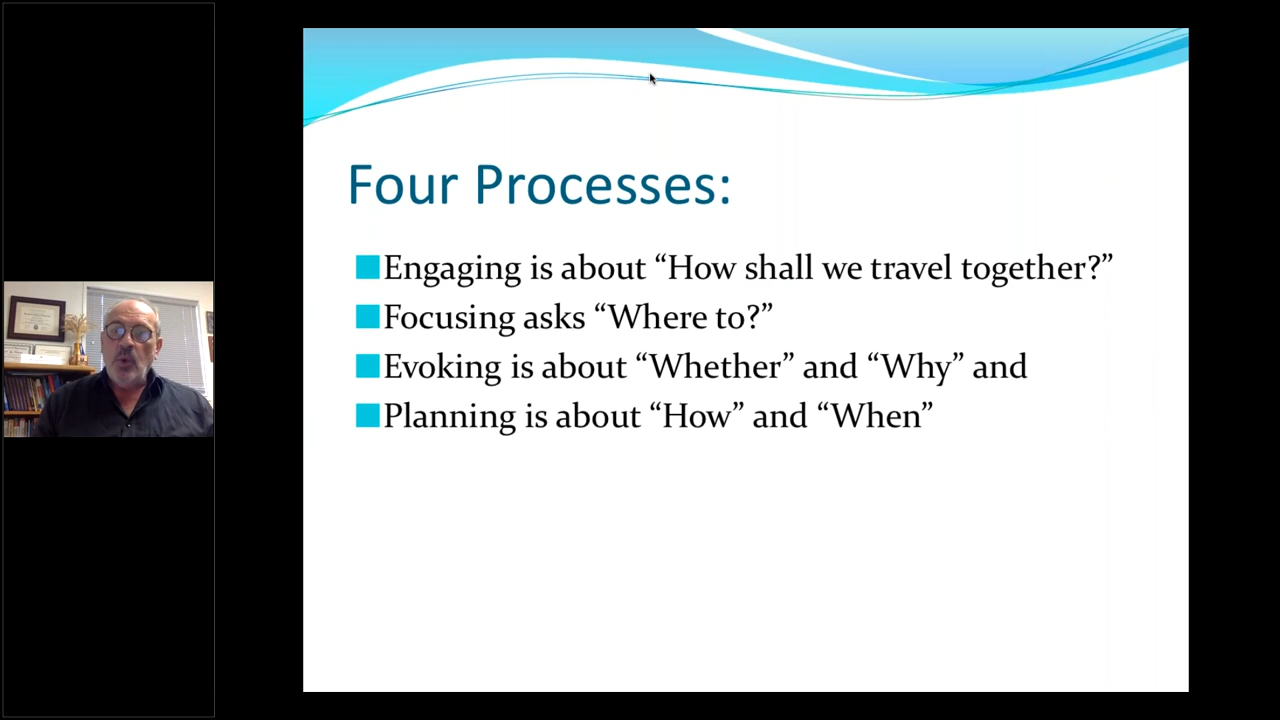 Four Processes:
Engaging is about “How shall we travel together?”
Focusing asks “Where to?”
Evoking is about “Whether” and “Why” and
Planning is about “How” and “When”